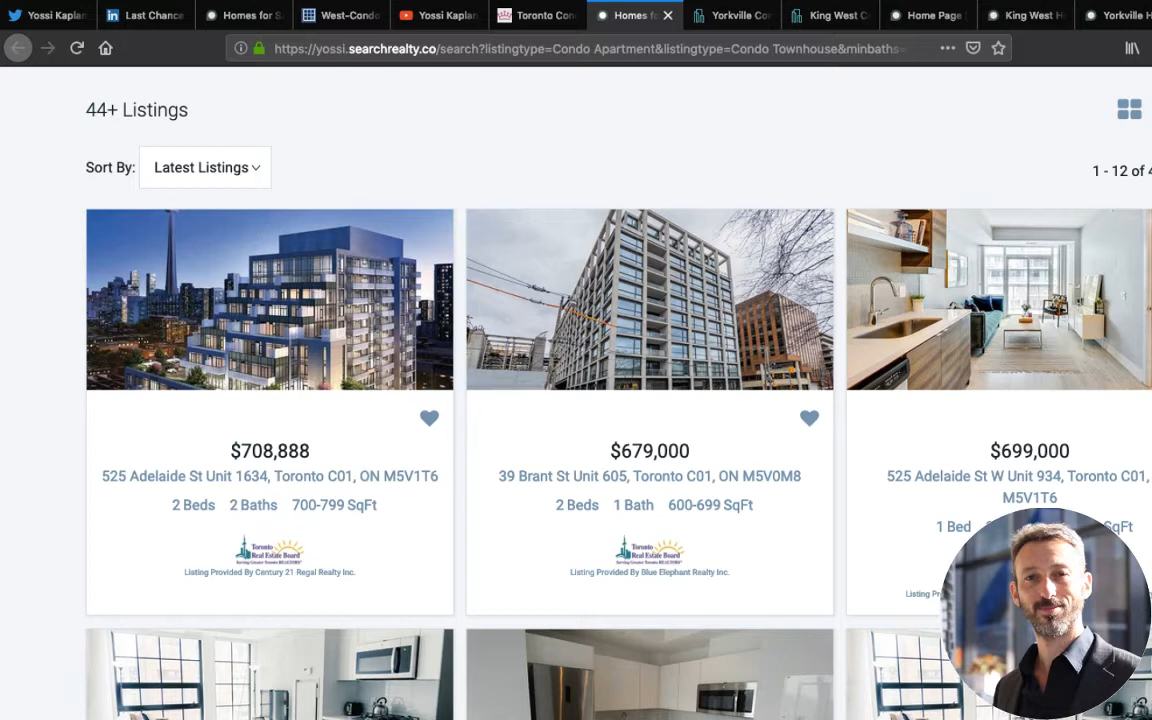 Yossi Kaplan
Last Chance
Homes for S
West-Condo
Yossi Kaplan
Toronto Con
Homes fo
Yorkville Co
King West C
Home Page
King West H
Yorkville H
https://yossi.searchrealty.co/search?listingtype=Condo Apartment&listingtype=Condo Townhouse&minbaths=
44+ Listings
Sort By: Latest Listings
1 - 12 of 4
$708,888
525 Adelaide St Unit 1634, Toronto C01, ON M5V1T6
2 Beds 2 Baths 700-799 SqFt
Toronto
Real Estate Board
Listing Provided By Century 21 Regal Realty Inc.
$679,000
39 Brant St Unit 605, Toronto C01, ON M5V0M8
2 Beds 1 Bath 600-699 SqFt
Toronto
Real Estate Board
Listing Provided By Blue Elephant Realty Inc.
$699,000
525 Adelaide St W Unit 934, Toronto C01,
M5V1T6
1 Bed SqFt
Listing Pr